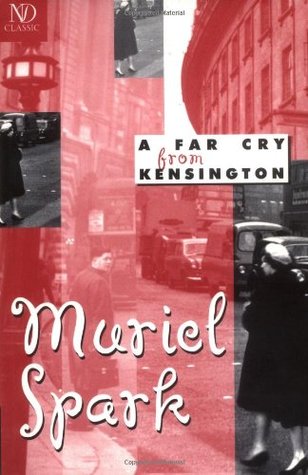 ND
CLASSIC
A FAR CRY
from
KENSINGTON
Muriel
Spark